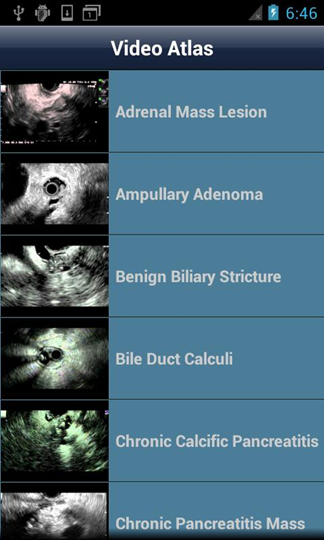 6:46
Video Atlas
Adrenal Mass Lesion
Ampullary Adenoma
Benign Biliary Stricture
Bile Duct Calculi
Chronic Calcific Pancreatitis
Chronic Pancreatitis Mass